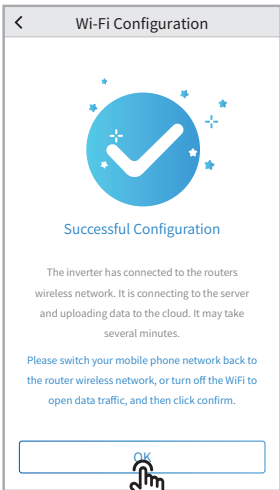 Wi-Fi Configuration
Successful Configuration
The inverter has connected to the routers
wireless network. It is connecting to the server
and uploading data to the cloud. It may take
several minutes.
Please switch your mobile phone network back to
the router wireless network, or turn off the WiFi to
open data traffic, and then click confirm.
OK